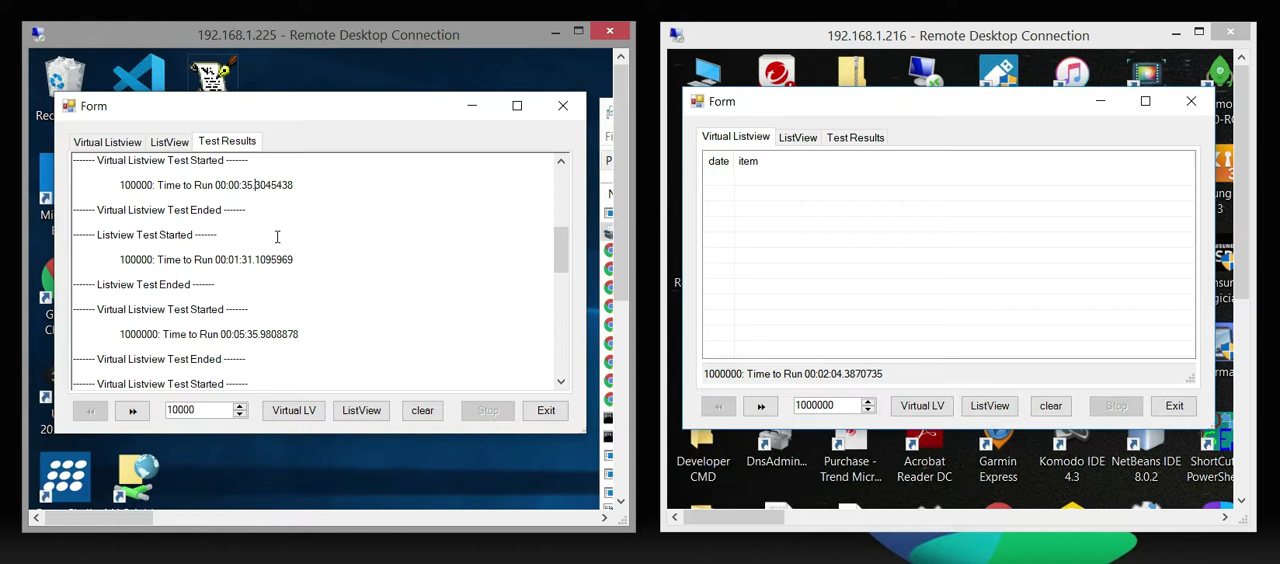 192.168.1.225 - Remote Desktop Connection
Form
Virtual Listview ListView Test Results
------- Virtual Listview Test Started -------
100000: Time to Run 00:00:35.3045438
------- Virtual Listview Test Ended -------
------- Listview Test Started -------
100000: Time to Run 00:01:31.1095969
------- Listview Test Ended -------
------- Virtual Listview Test Started -------
1000000: Time to Run 00:05:35.9808878
------- Virtual Listview Test Ended -------
------- Virtual Listview Test Started -------
10000 Virtual LV ListView clear Stop Exit
192.168.1.216 - Remote Desktop Connection
Form
Virtual Listview ListView Test Results
date item
1000000: Time to Run 00:02:04.3870735
1000000 Virtual LV ListView clear Stop Exit
Developer CMD
DnsAdmin...
Purchase - Trend Micr...
Acrobat Reader DC
Garmin Express
Komodo IDE 4.3
NetBeans IDE 8.0.2
ShortCut
PowerShe